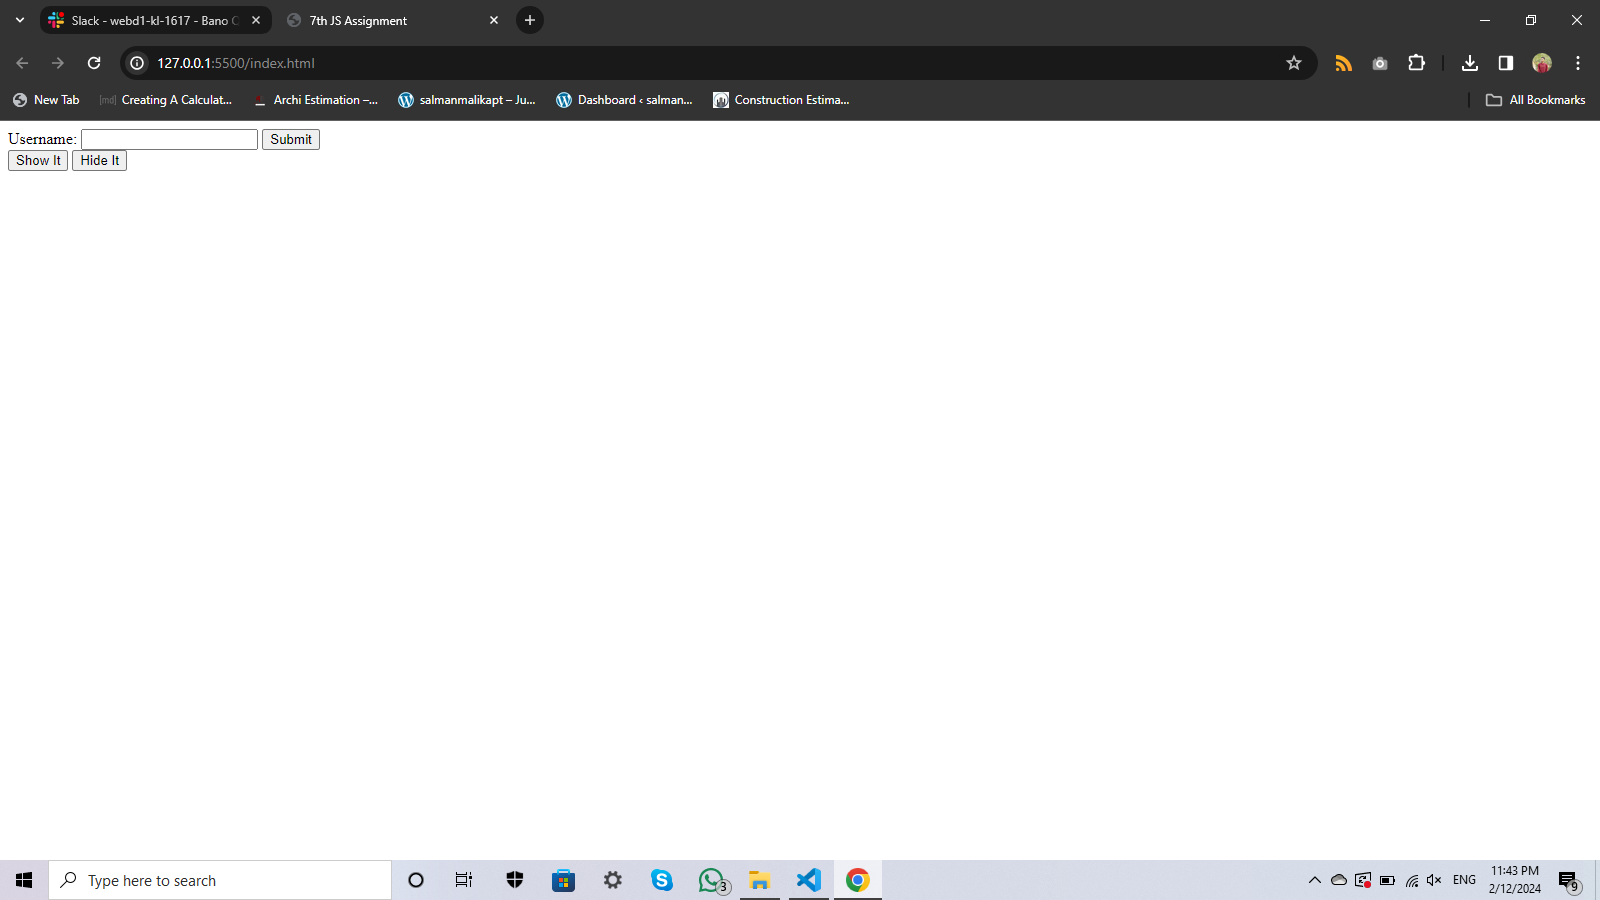 Slack - webd1-kl-1617 - Bano
7th JS Assignment
127.0.0.1:5500/index.html
New Tab
[md] Creating A Calculat...
Archi Estimation –...
salmanmalikapt – Ju...
Dashboard ‹ salman...
Construction Estima...
All Bookmarks
Username: Submit
Show It Hide It
Type here to search
3
ENG
11:43 PM
2/12/2024
9